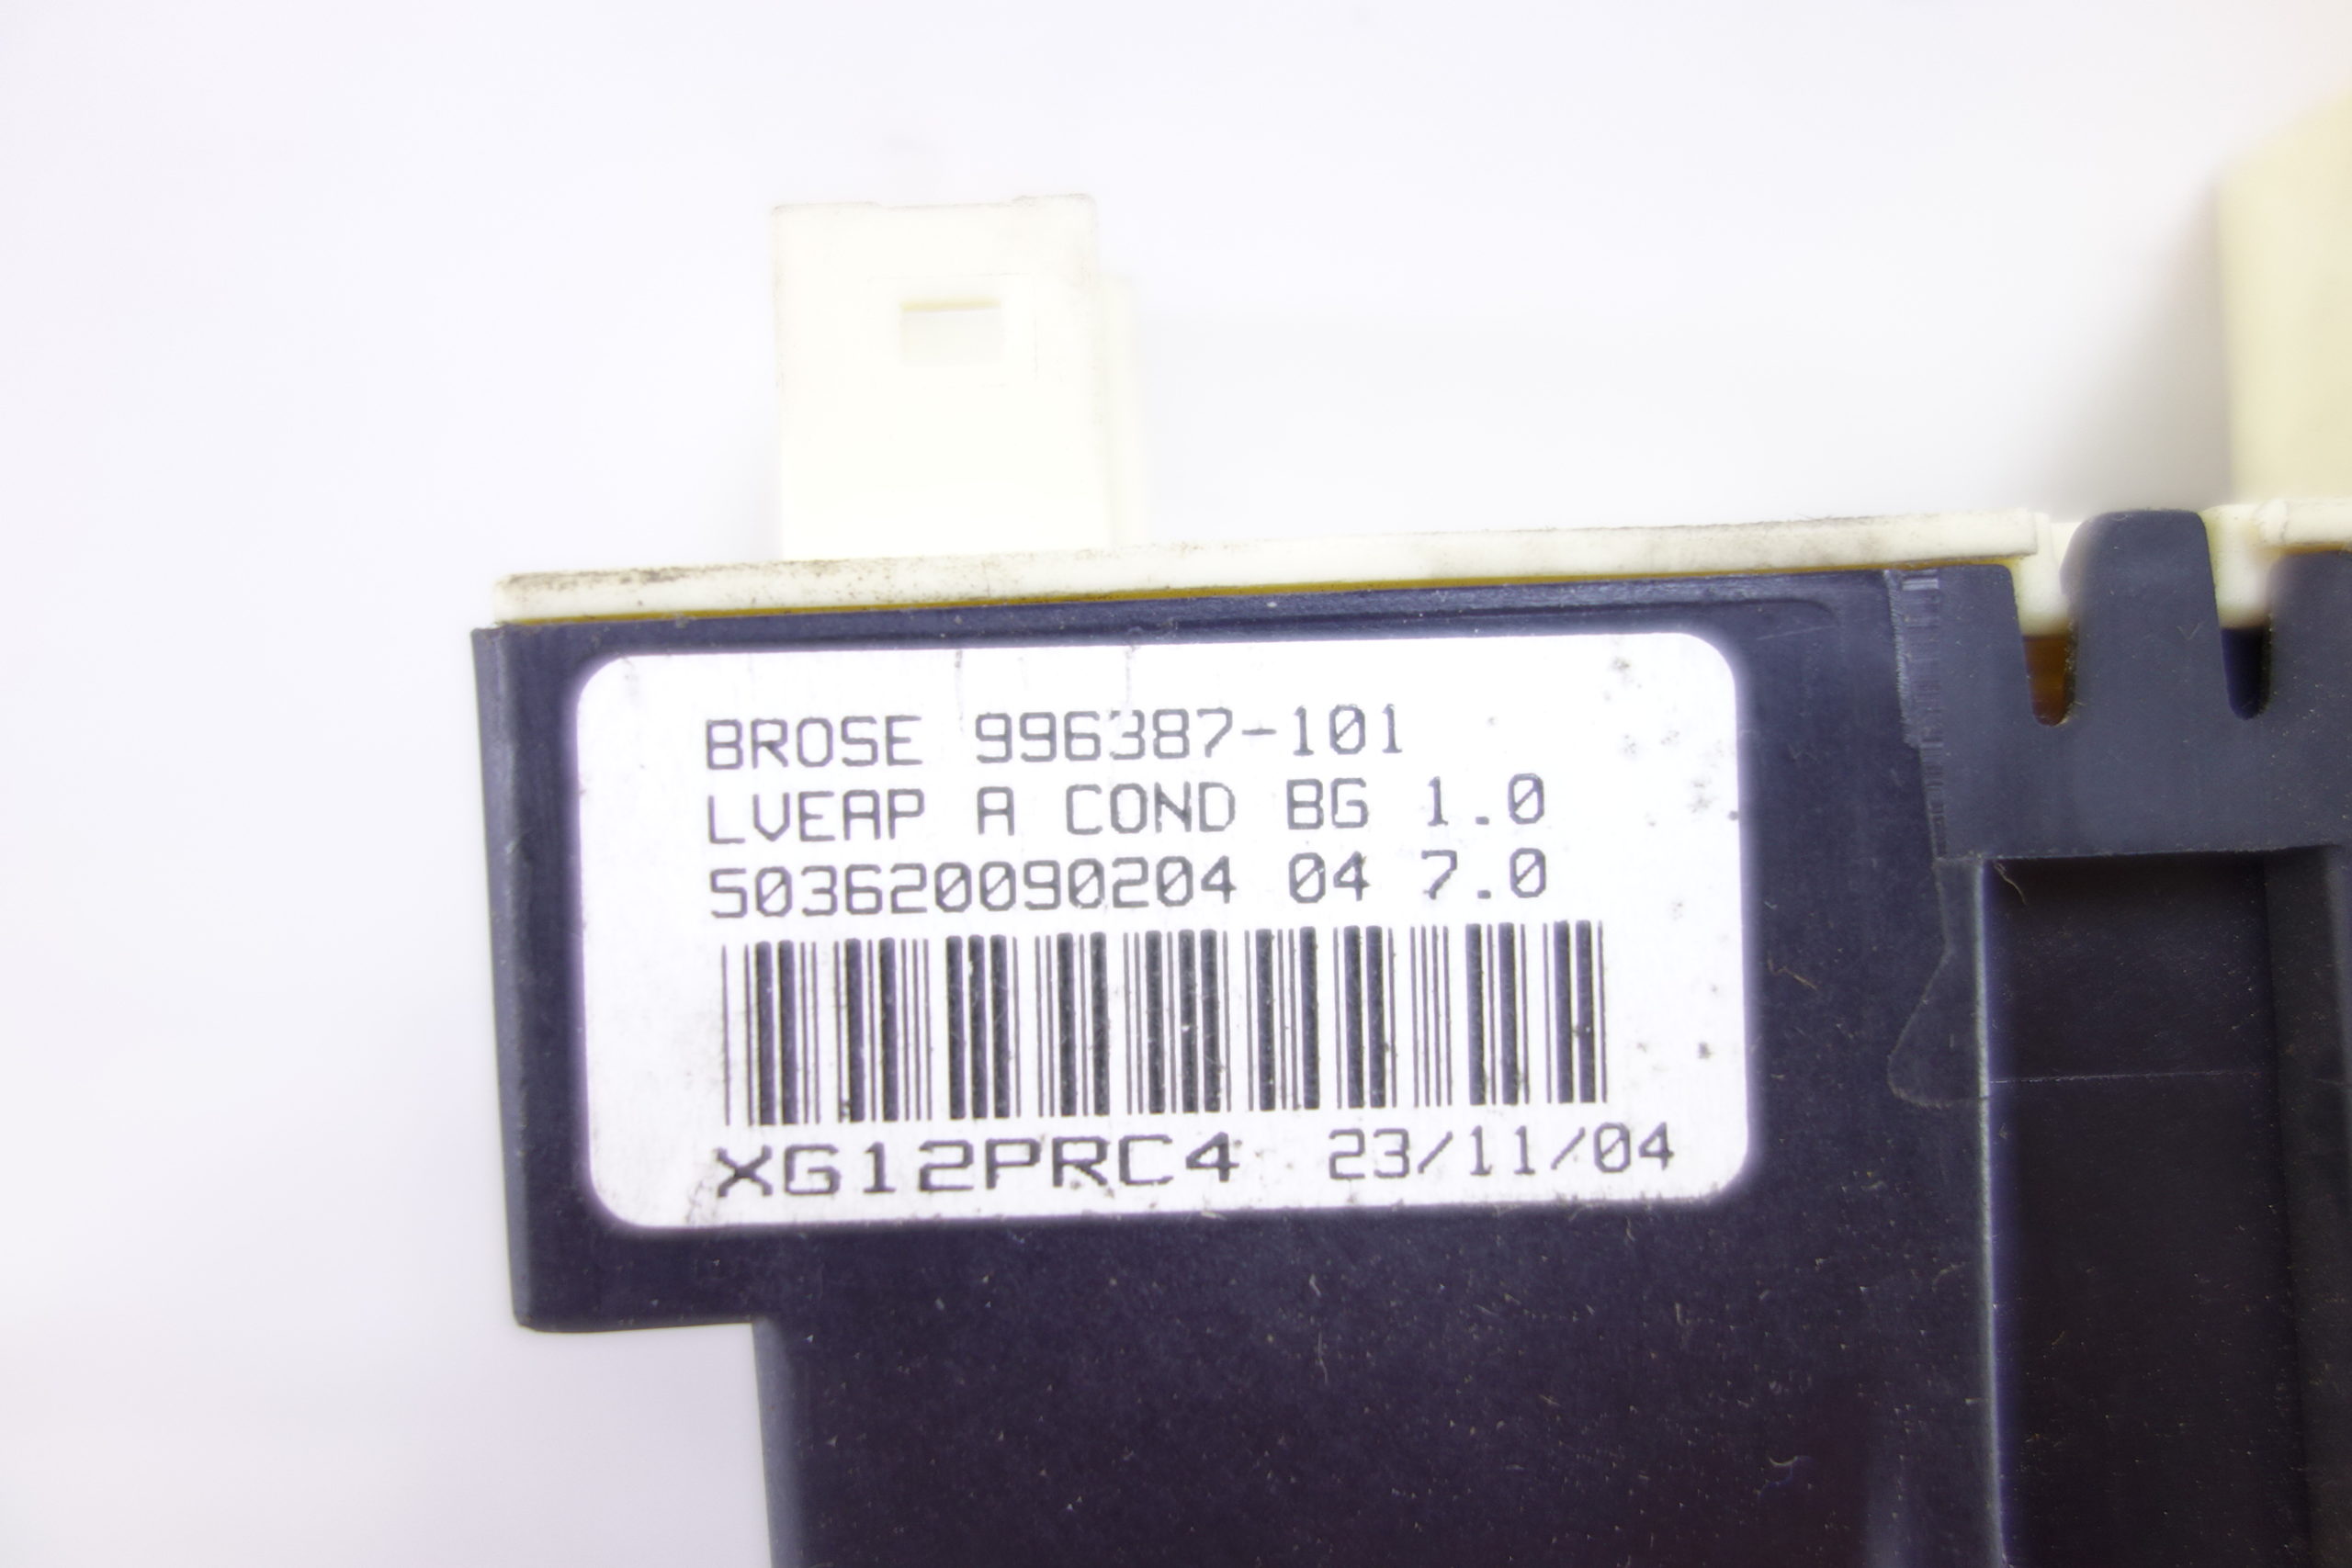 BROSE 996387-101
LVEAP A COND BG 1.0
503620090204 04 7.0
XG12PRC4 23/11/04